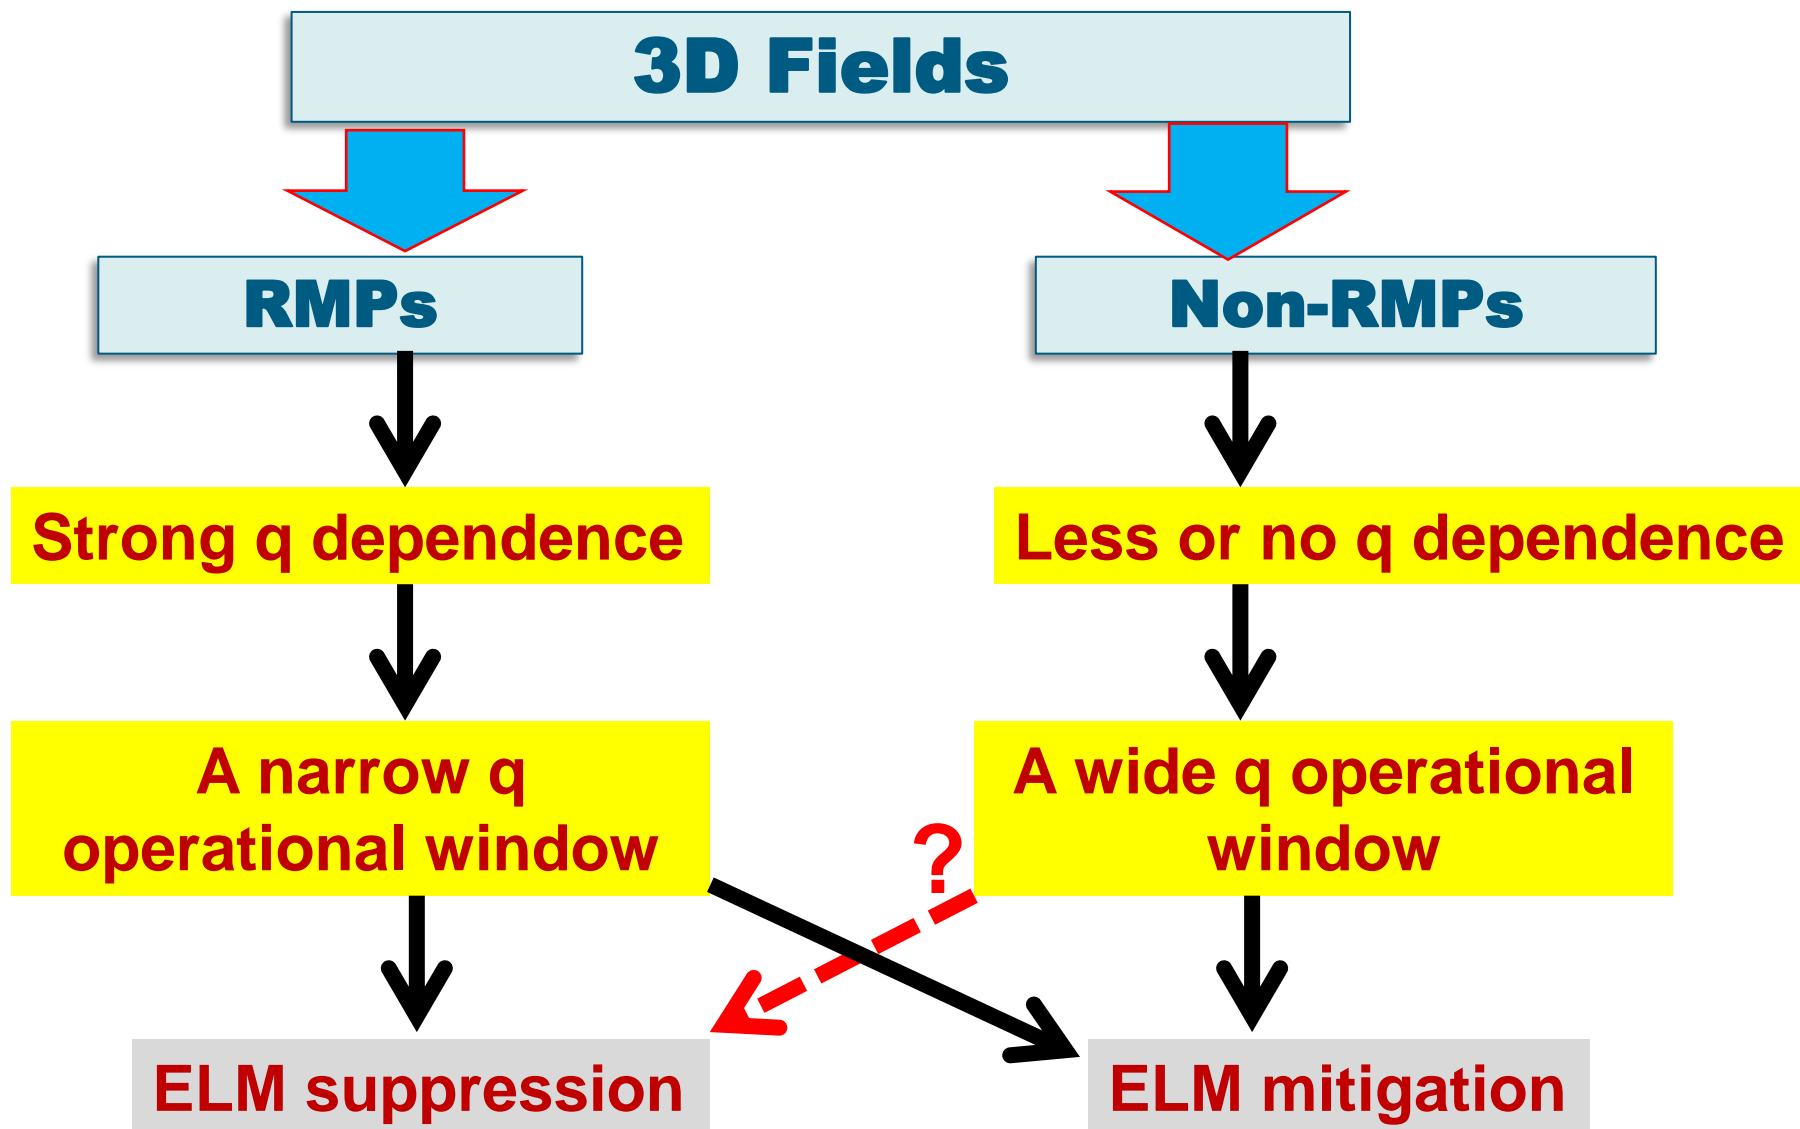 3D Fields
RMPs
Non-RMPs
Strong q dependence
Less or no q dependence
A narrow q
operational window
A wide q operational
window
?
ELM suppression
ELM mitigation